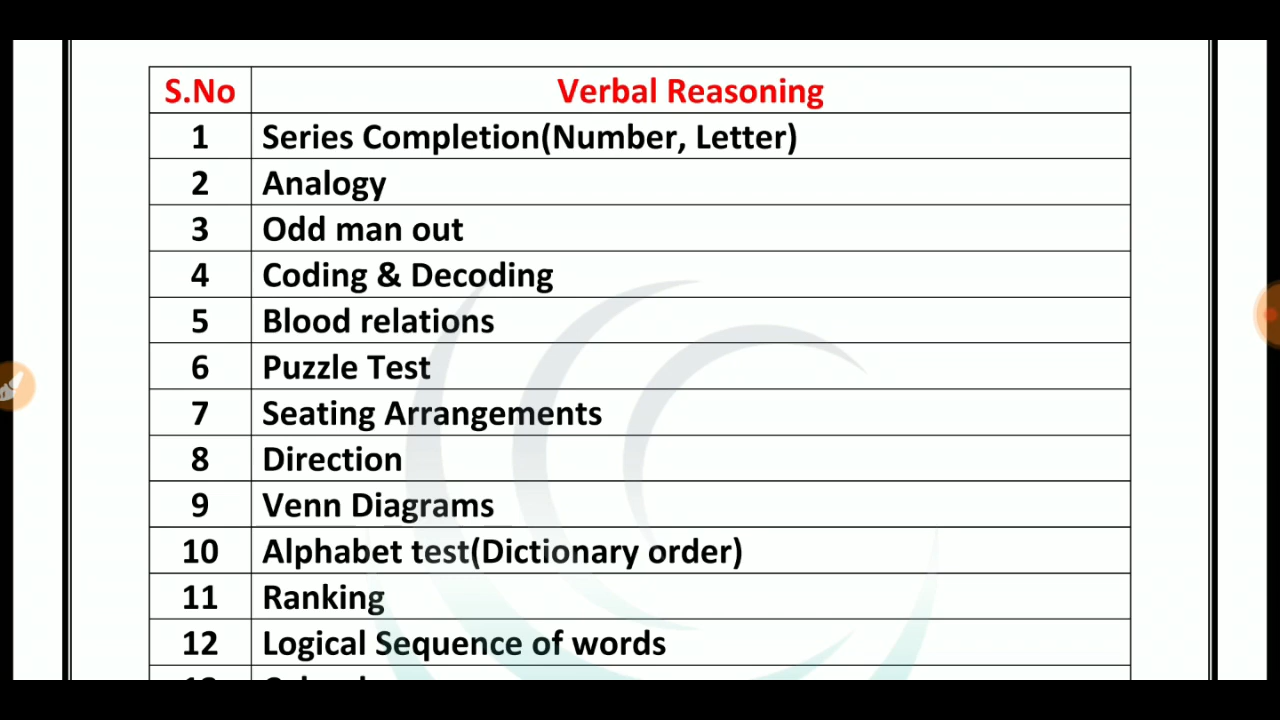 S.No Verbal Reasoning
1 Series Completion(Number, Letter)
2 Analogy
3 Odd man out
4 Coding & Decoding
5 Blood relations
6 Puzzle Test
7 Seating Arrangements
8 Direction
9 Venn Diagrams
10 Alphabet test(Dictionary order)
11 Ranking
12 Logical Sequence of words